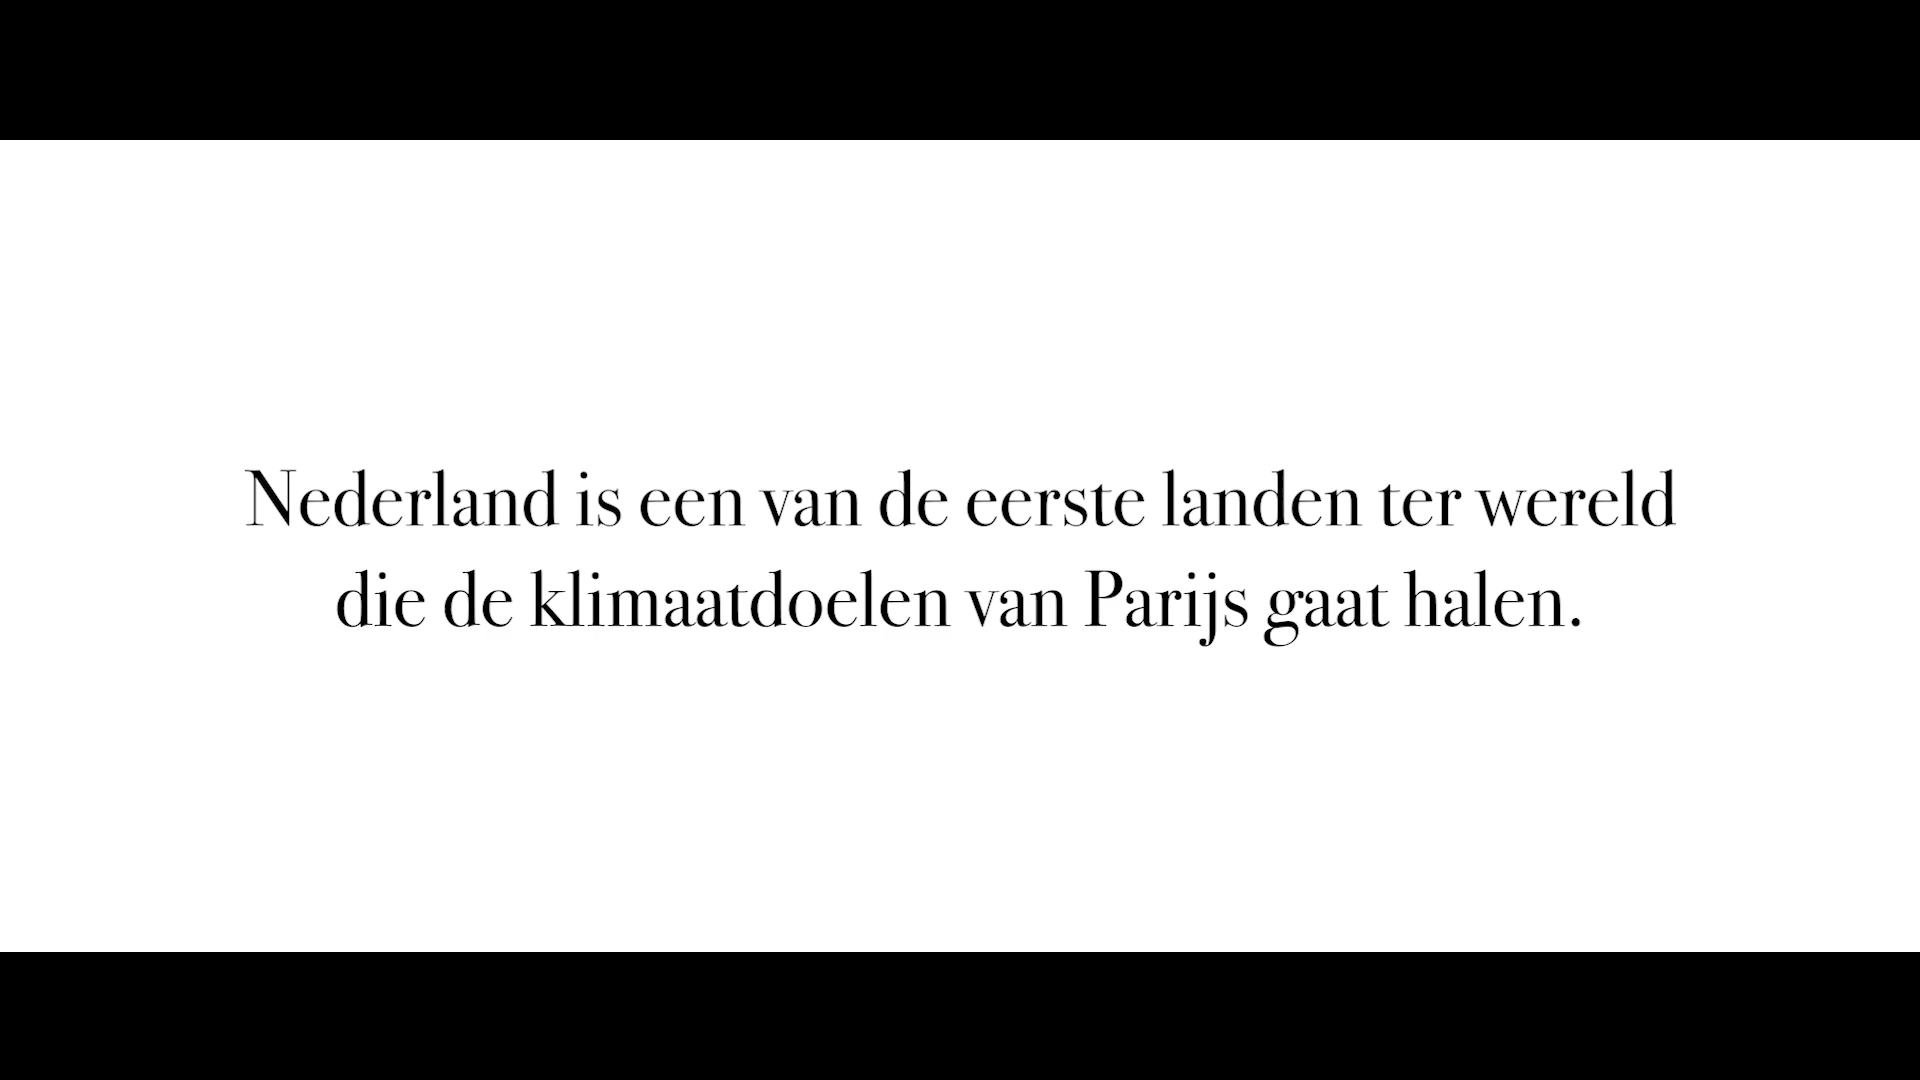 Nederland is een van de eerste landen ter wereld
die de klimaatdoelen van Parijs gaat halen.